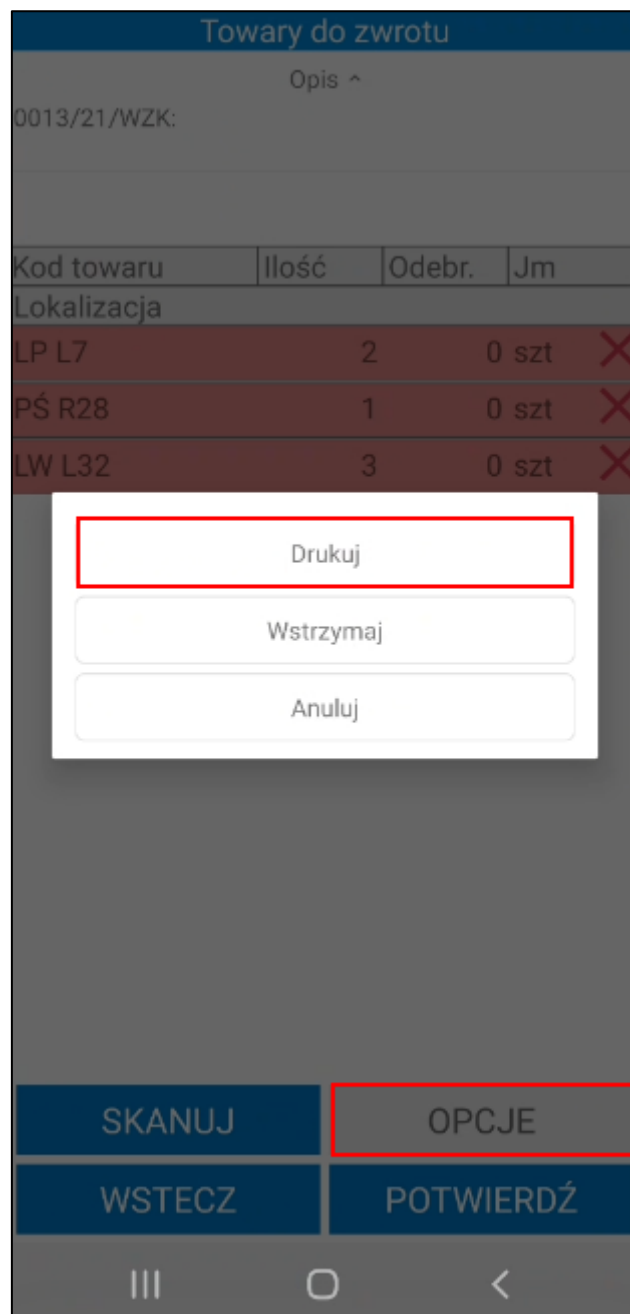 Towary do zwrotu
Opis ^
0013/21/WZK:
Kod towaru Ilość Odebr. Jm
Lokalizacja
LP L7 2 0 szt
PŚ R28 1 0 szt
LW L32 3 0 szt
Drukuj
Wstrzymaj
Anuluj
SKANUJ OPCJE
WSTECZ POTWIERDŹ